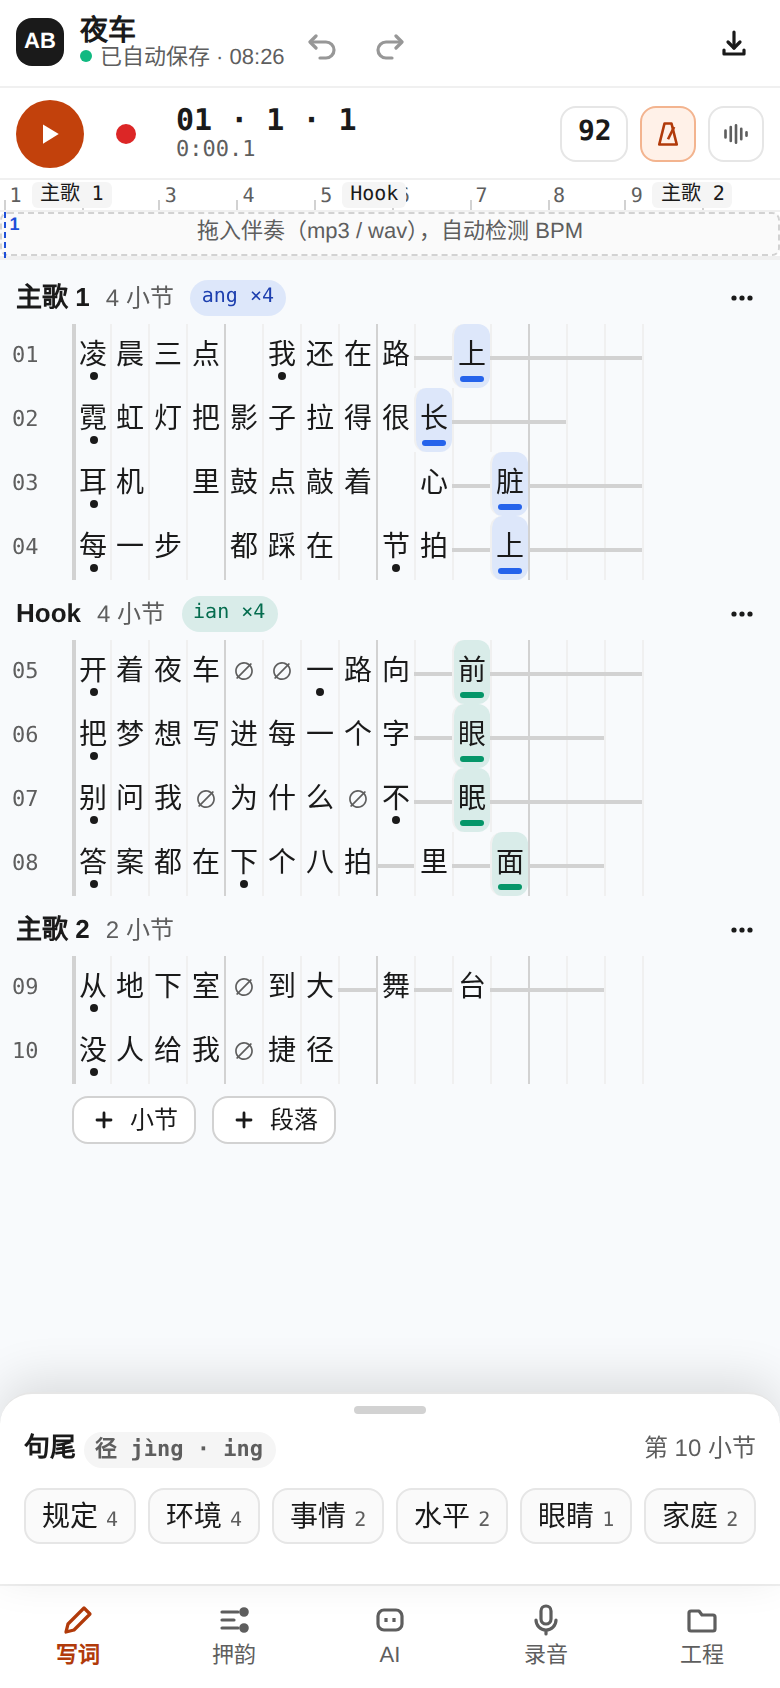 AB
夜车
已自动保存 · 08:26
01 · 1 · 1
0:00.1
92
1 主歌 1 3 4 5 Hook 7 8 9 主歌 2
1
拖入伴奏（mp3 / wav），自动检测 BPM
主歌 1 4 小节 ang ×4
01 凌晨三点 我还在路 上
02 霓虹灯把影子拉得很长
03 耳机 里鼓点敲着 心 脏
04 每一步 都踩在 节拍 上
Hook 4 小节 ian ×4
05 开着夜车∅∅一路向 前
06 把梦想写进每一个字 眼
07 别问我∅为什么∅不 眠
08 答案都在下个八拍 里 面
主歌 2 2 小节
09 从地下室∅到大 舞 台
10 没人给我∅捷径
+ 小节 + 段落
句尾 径 jìng · ing 第 10 小节
规定 4 环境 4 事情 2 水平 2 眼睛 1 家庭 2
写词 押韵 AI 录音 工程